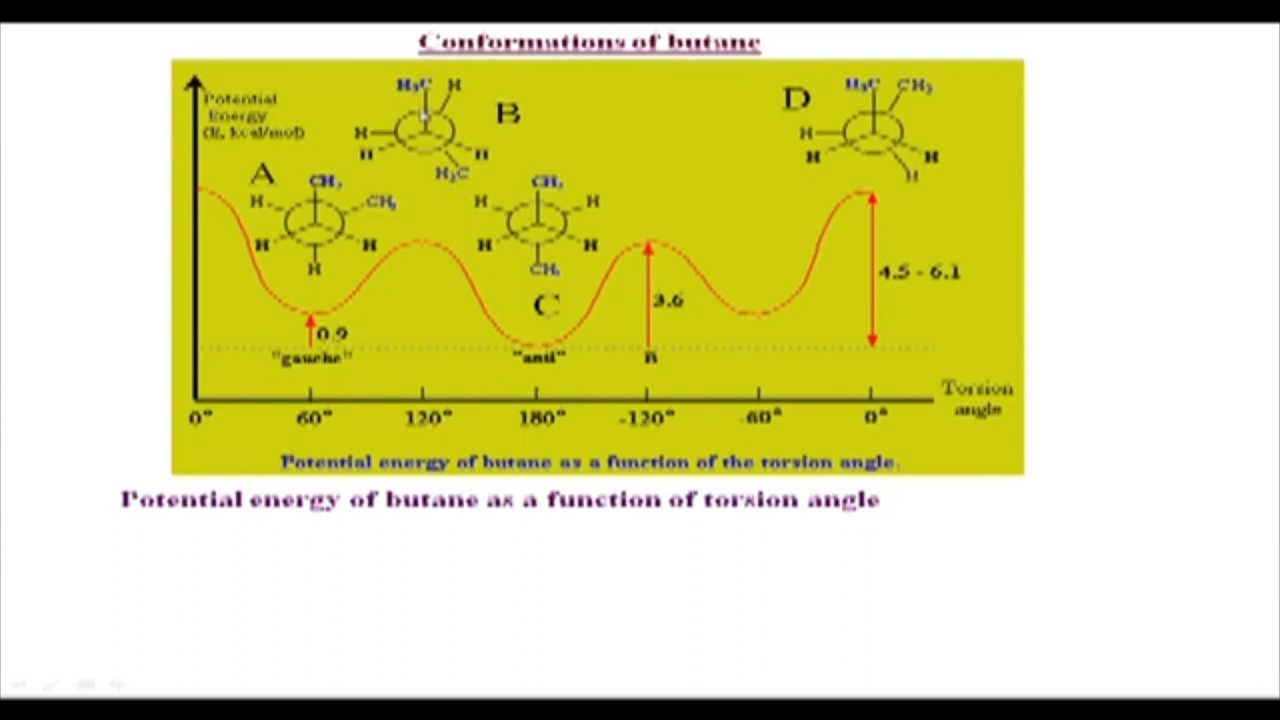 Conformations of butane
Potential
Energy
(E, kcal/mol)
H₃C H
B
H
H H
H₃C
D
H₃C CH₃
H
H H
H
A
CH₃
H CH₃
H H
H
CH₃
H H
H H
CH₃
C
4.5 - 6.1
3.6
0.9
"gauche" "anti" B
0° 60° 120° 180° -120° -60° 0°
Torsion
angle
Potential energy of butane as a function of the torsion angle.
Potential energy of butane as a function of torsion angle